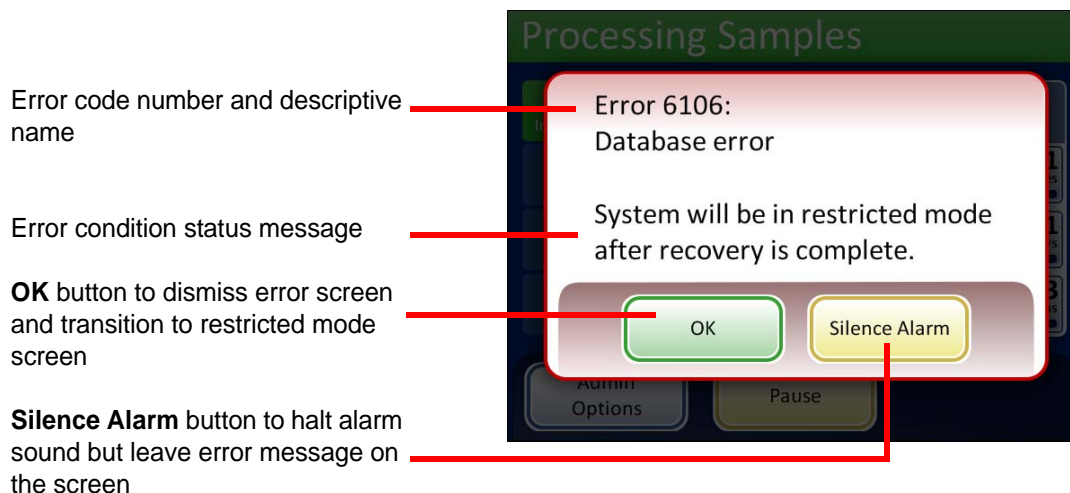 Processing Samples
Error code number and descriptive
name
Error 6106:
Database error
Error condition status message
System will be in restricted mode
after recovery is complete.
OK button to dismiss error screen
and transition to restricted mode
screen
OK
Silence Alarm
Silence Alarm button to halt alarm
sound but leave error message on
the screen
Admin
Options
Pause